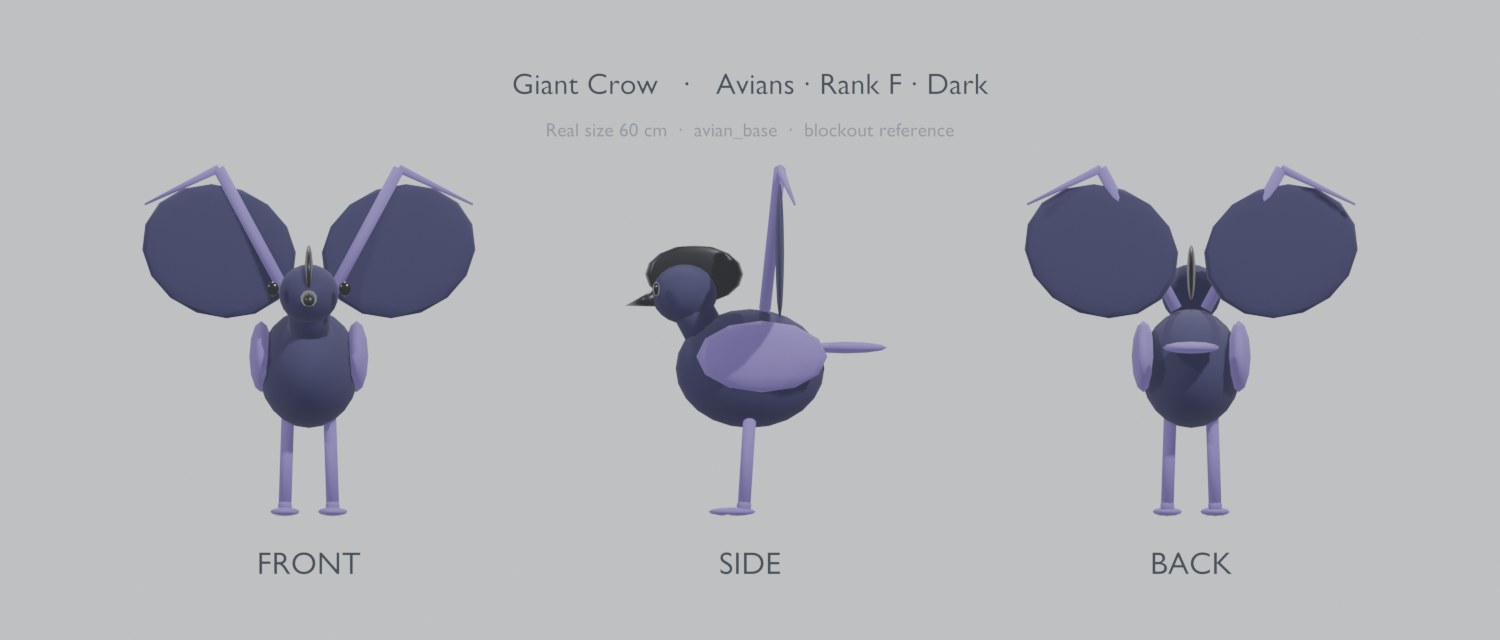 Giant Crow · Avians · Rank F · Dark
Real size 60 cm · avian_base · blockout reference
FRONT
SIDE
BACK